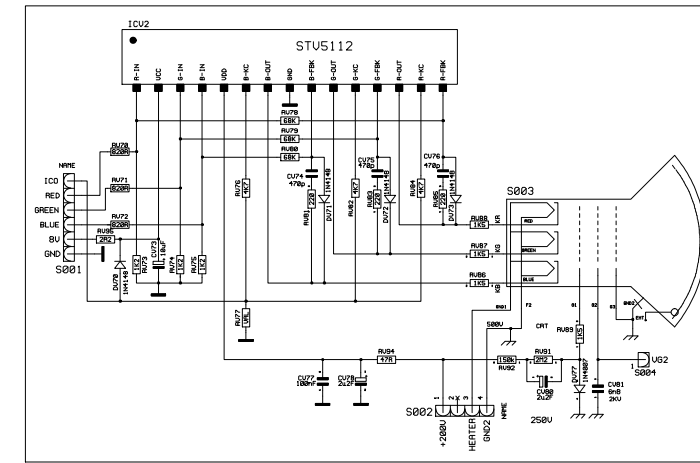 ICV2
STV5112
R-IN
VCC
G-IN
B-IN
VDD
B-KC
B-OUT
GND
B-FBK
G-OUT
G-KC
G-FBK
R-OUT
R-KC
R-FBK
RV78
68K
RV79
68K
RV80
68K
RV70
820R
RV71
820R
RV72
820R
NAME
ICO
RED
GREEN
BLUE
8V
GND
S001
RV95
2R2
DV70
1N4148
1K2
RV73
CV73
10uF
RV74
1K2
RV75
1K2
RV76
4K7
RV77
CV74
470p
RV81
220
DV71
1N4148
RV82
4K7
CV75
470p
RV83
220
DV72
1N4148
RV84
4K7
CV76
470p
RV85
220
DV73
1N4148
RV88
1K5
KR
RV87
1K5
KG
RV86
1K5
KB
S003
RED
GREEN
BLUE
GND1
F2
G1
G2
G3
GND2
EXT
500V
CRT
RV89
1K5
RV94
47R
CV77
100nF
CV78
2u2F
150k
RV92
RV91
2M2
CV80
2u2F
250V
DV77
1N4007
CV81
6n8
2KV
1
VG2
S004
S002
1
2
3
4
NAME
+200V
HEATER
GND2